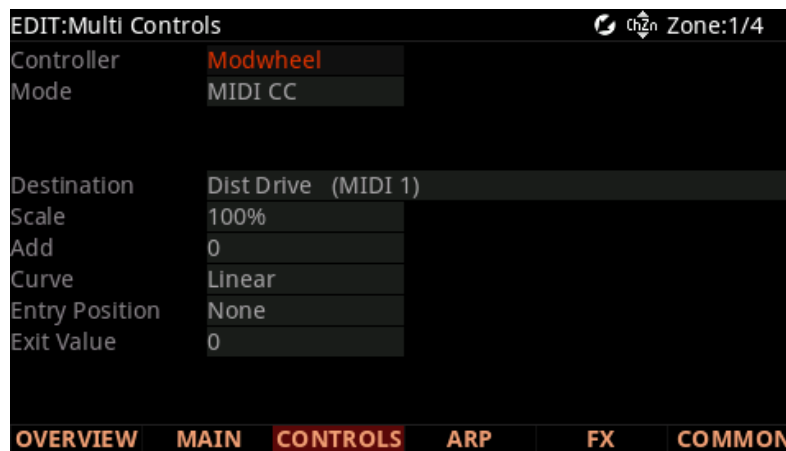 EDIT:Multi Controls ChZn Zone:1/4
Controller Modwheel
Mode MIDI CC
Destination Dist Drive (MIDI 1)
Scale 100%
Add 0
Curve Linear
Entry Position None
Exit Value 0
OVERVIEW MAIN CONTROLS ARP FX COMMON